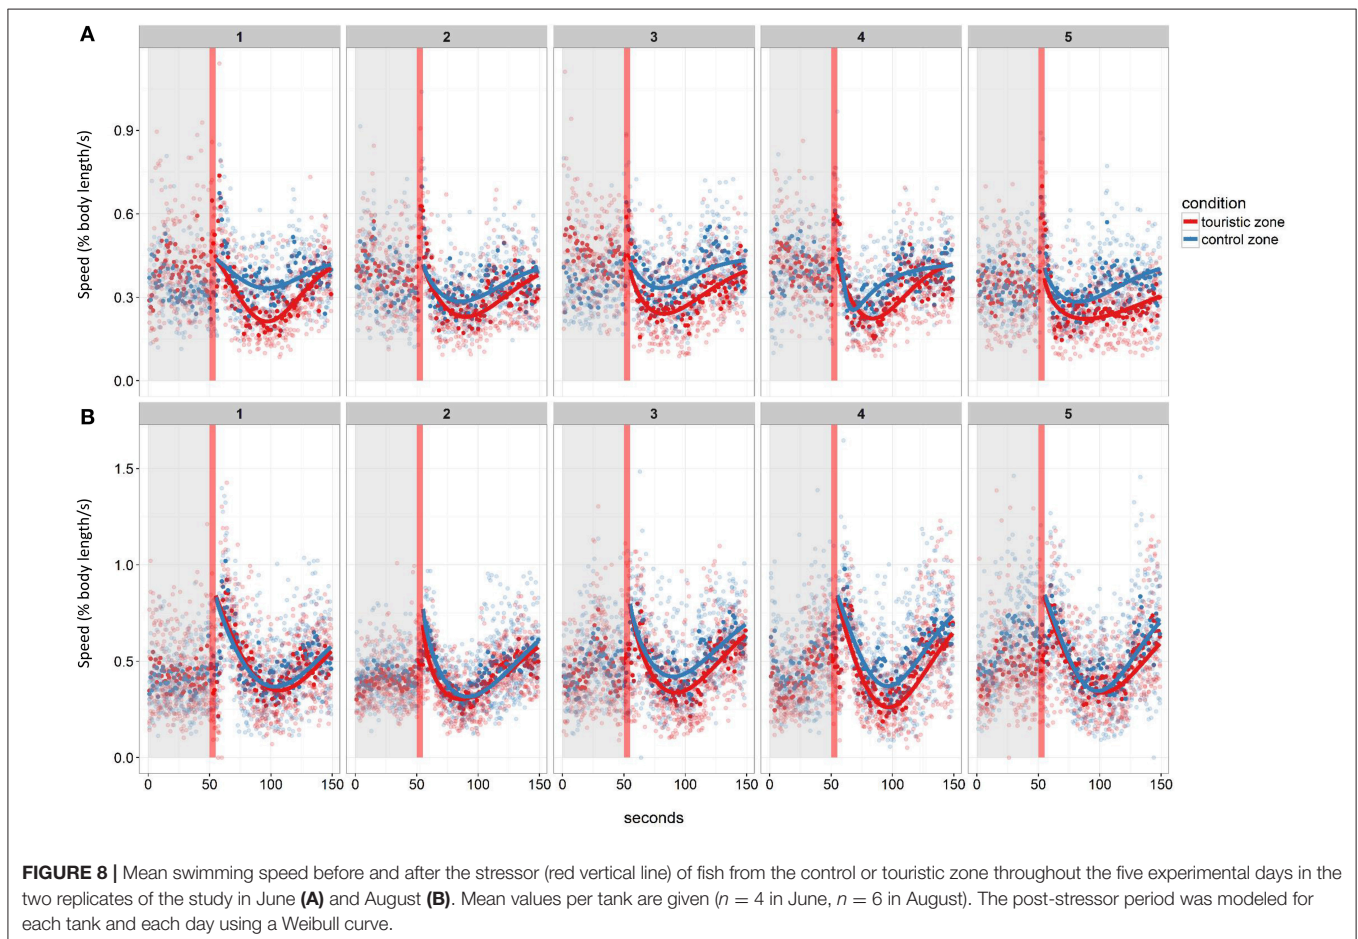 A
1 2 3 4 5
Speed (% body length/s)
0.9
0.6
0.3
0.0
condition
touristic zone
control zone
B
1 2 3 4 5
Speed (% body length/s)
1.5
1.0
0.5
0.0
0 50 100 150 0 50 100 150 0 50 100 150 0 50 100 150 0 50 100 150
seconds
FIGURE 8 | Mean swimming speed before and after the stressor (red vertical line) of fish from the control or touristic zone throughout the five experimental days in the
two replicates of the study in June (A) and August (B). Mean values per tank are given (n = 4 in June, n = 6 in August). The post-stressor period was modeled for
each tank and each day using a Weibull curve.